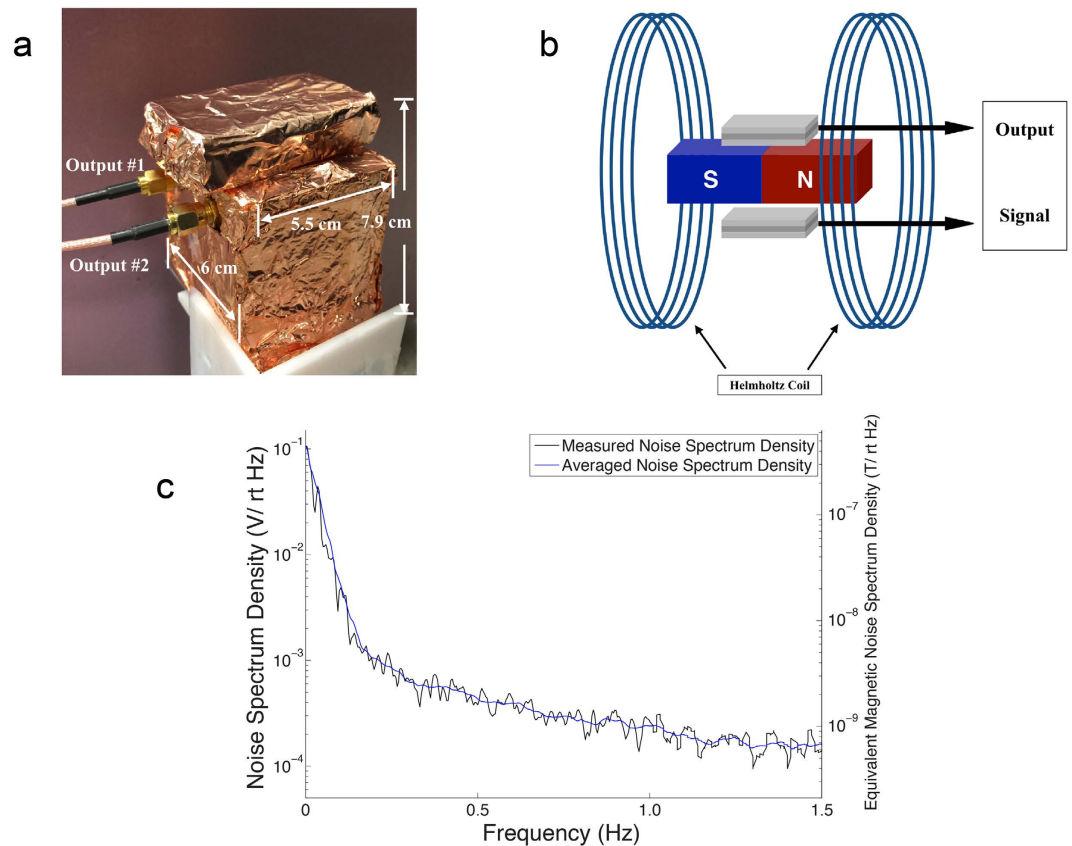 a
Output #1
Output #2
5.5 cm
7.9 cm
6 cm
b
S
N
Output
Signal
Helmholtz Coil
c
Noise Spectrum Density (V/ rt Hz)
10⁻¹
10⁻²
10⁻³
10⁻⁴
Measured Noise Spectrum Density
Averaged Noise Spectrum Density
10⁻⁷
10⁻⁸
10⁻⁹
Equivalent Magnetic Noise Spectrum Density (T/ rt Hz)
0
0.5
1.0
1.5
Frequency (Hz)